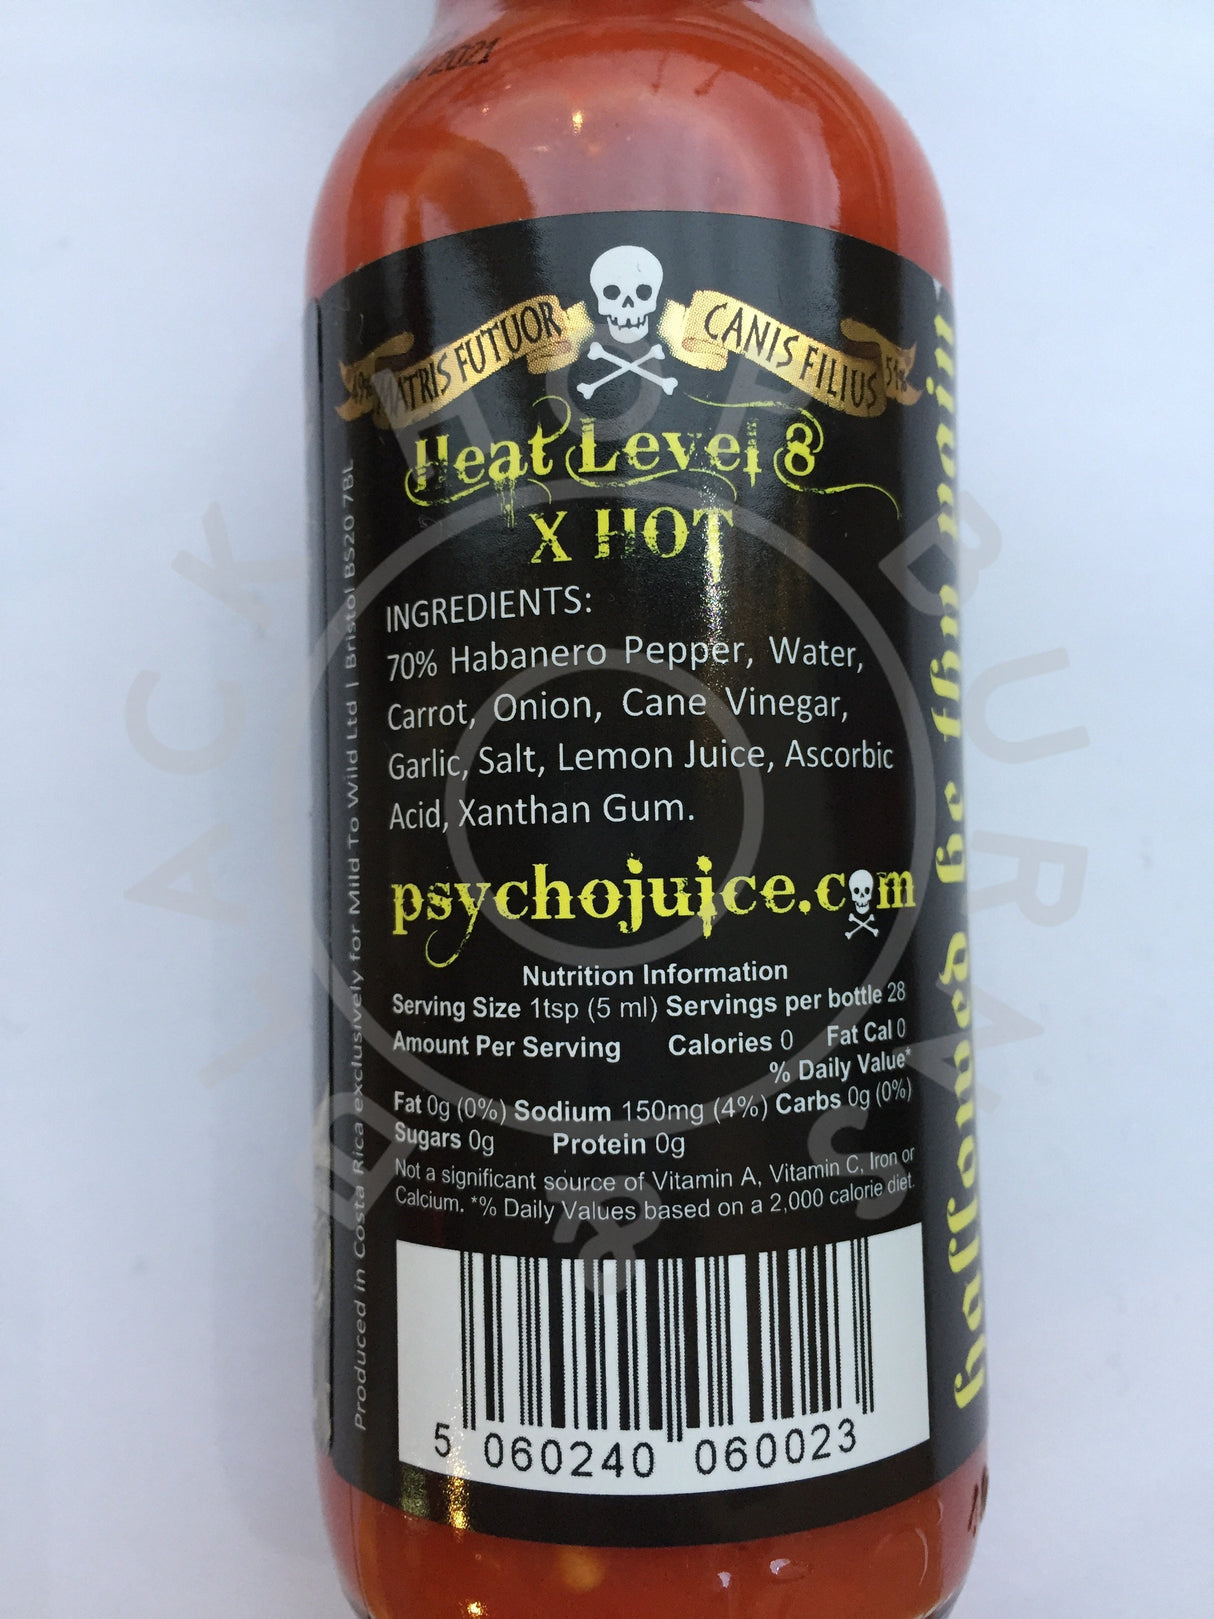 2021
MATRIS FUTUOR
CANIS FILIUS
Heat Level 8
X HOT
INGREDIENTS:
70% Habanero Pepper, Water,
Carrot, Onion, Cane Vinegar,
Garlic, Salt, Lemon Juice, Ascorbic
Acid, Xanthan Gum.
psychojuice.com
Nutrition Information
Serving Size 1tsp (5 ml) Servings per bottle 28
Amount Per Serving Calories 0 Fat Cal 0
% Daily Value*
Fat 0g (0%) Sodium 150mg (4%) Carbs 0g (0%)
Sugars 0g Protein 0g
Not a significant source of Vitamin A, Vitamin C, Iron or
Calcium. *% Daily Values based on a 2,000 calorie diet.
5 060240 060023
Produced in Costa Rica exclusively for Mild To Wild Ltd | Bristol BS20 7BL
HOP BURNS & BLACK